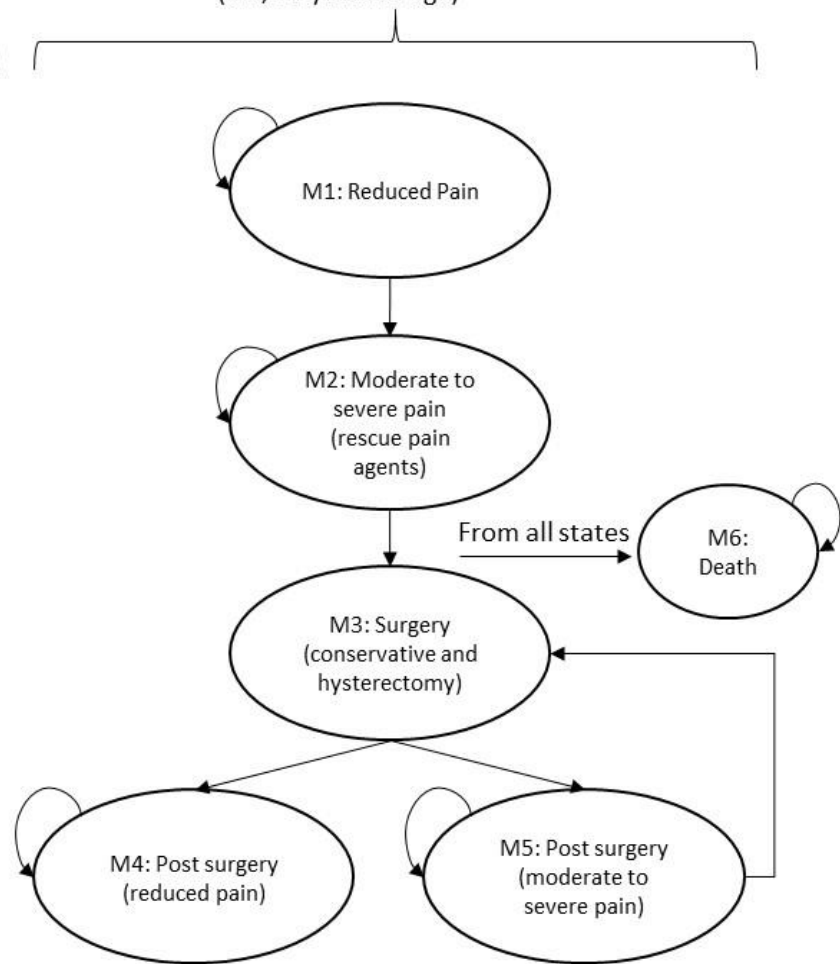 M1: Reduced Pain
M2: Moderate to
severe pain
(rescue pain
agents)
From all states
M6:
Death
M3: Surgery
(conservative and
hysterectomy)
M4: Post surgery
(reduced pain)
M5: Post surgery
(moderate to
severe pain)